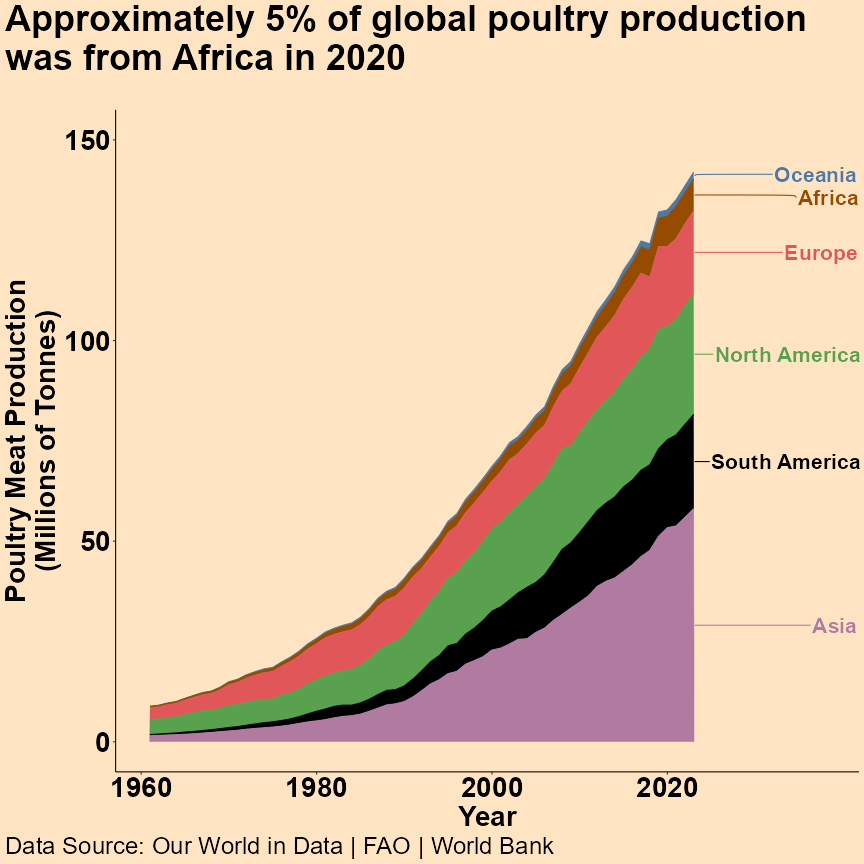 Approximately 5% of global poultry production
was from Africa in 2020
Poultry Meat Production
(Millions of Tonnes)
150
100
50
0
Oceania
Africa
Europe
North America
South America
Asia
1960 1980 2000 2020
Year
Data Source: Our World in Data | FAO | World Bank